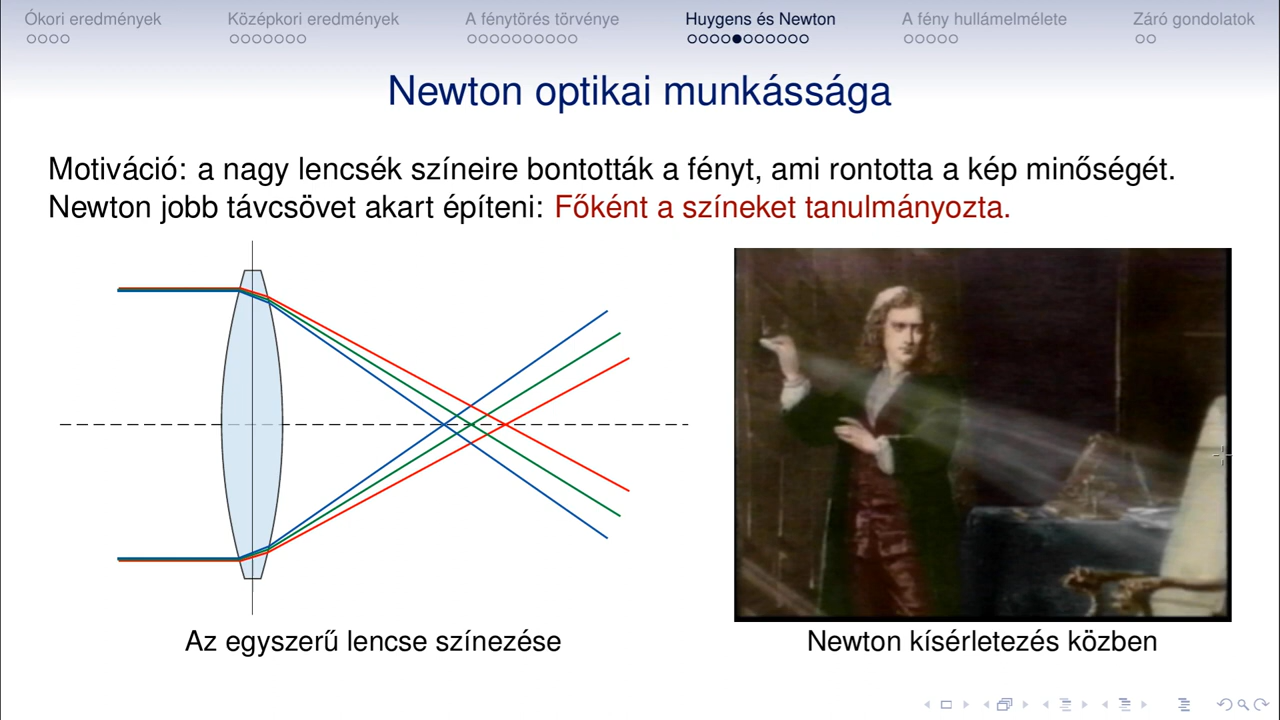 Ókori eredmények
Középkori eredmények
A fénytörés törvénye
Huygens és Newton
A fény hullámelmélete
Záró gondolatok
Newton optikai munkássága
Motiváció: a nagy lencsék színeire bontották a fényt, ami rontotta a kép minőségét.
Newton jobb távcsövet akart építeni: Főként a színeket tanulmányozta.
Az egyszerű lencse színezése
Newton kísérletezés közben